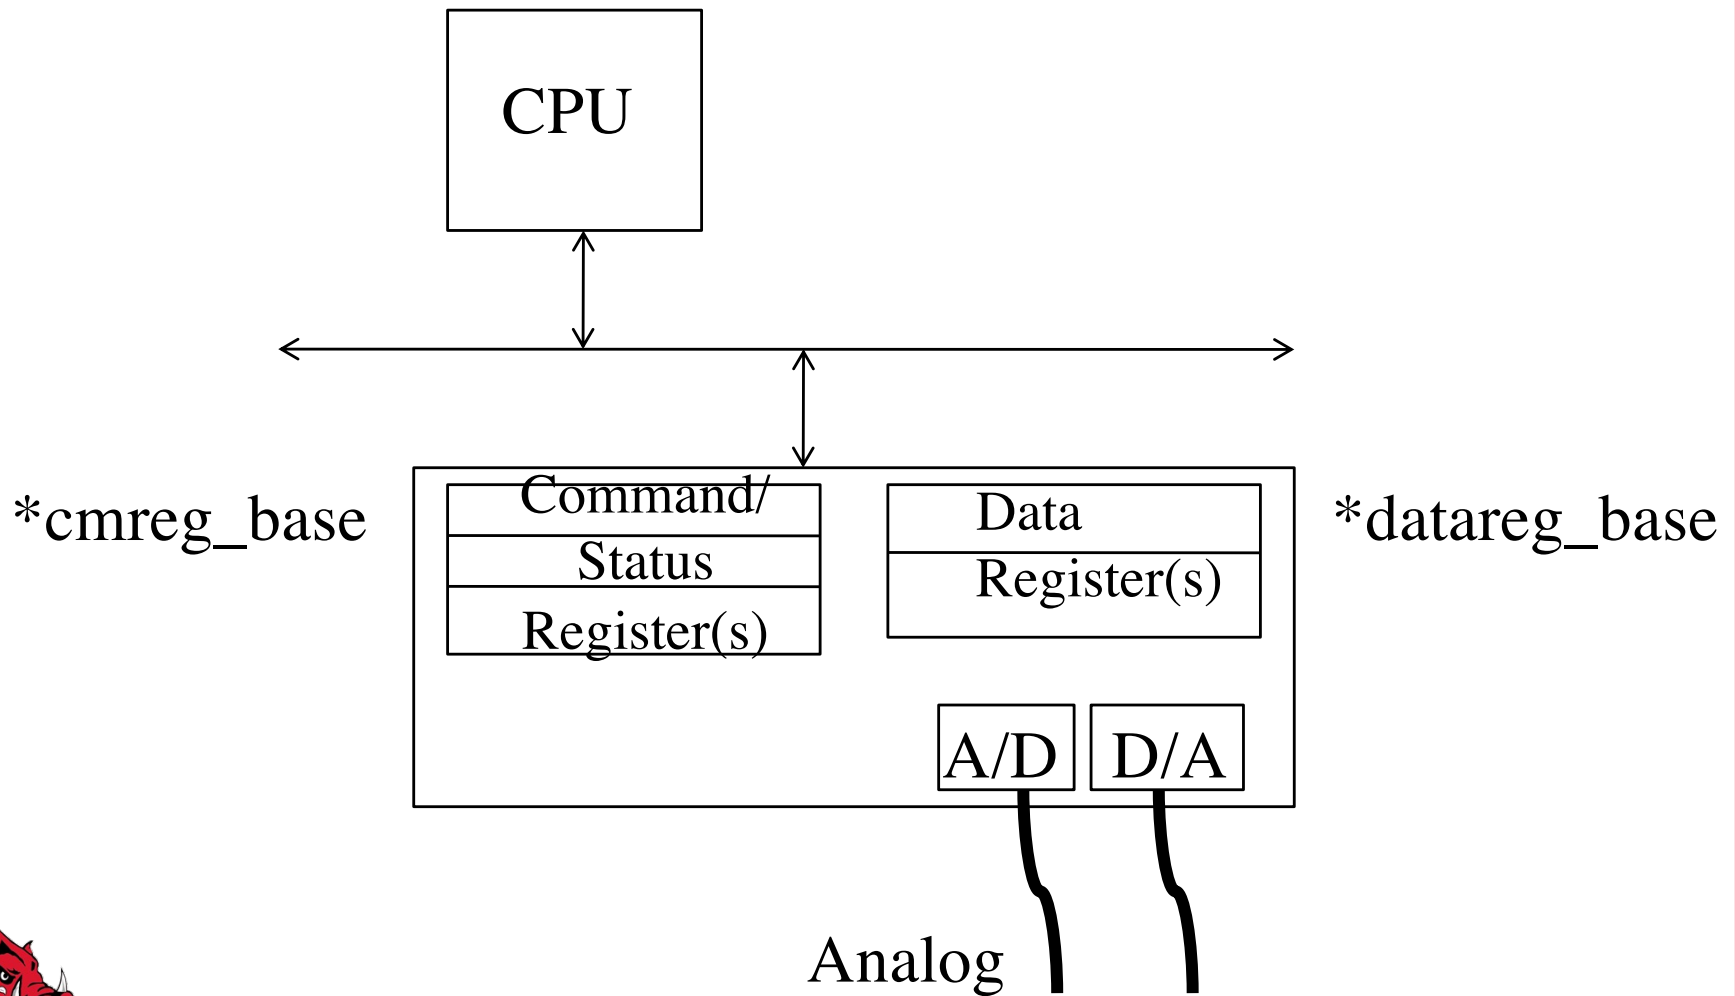 CPU
*cmreg_base
Command/
Status
Register(s)
Data
Register(s)
*datareg_base
A/D
D/A
Analog